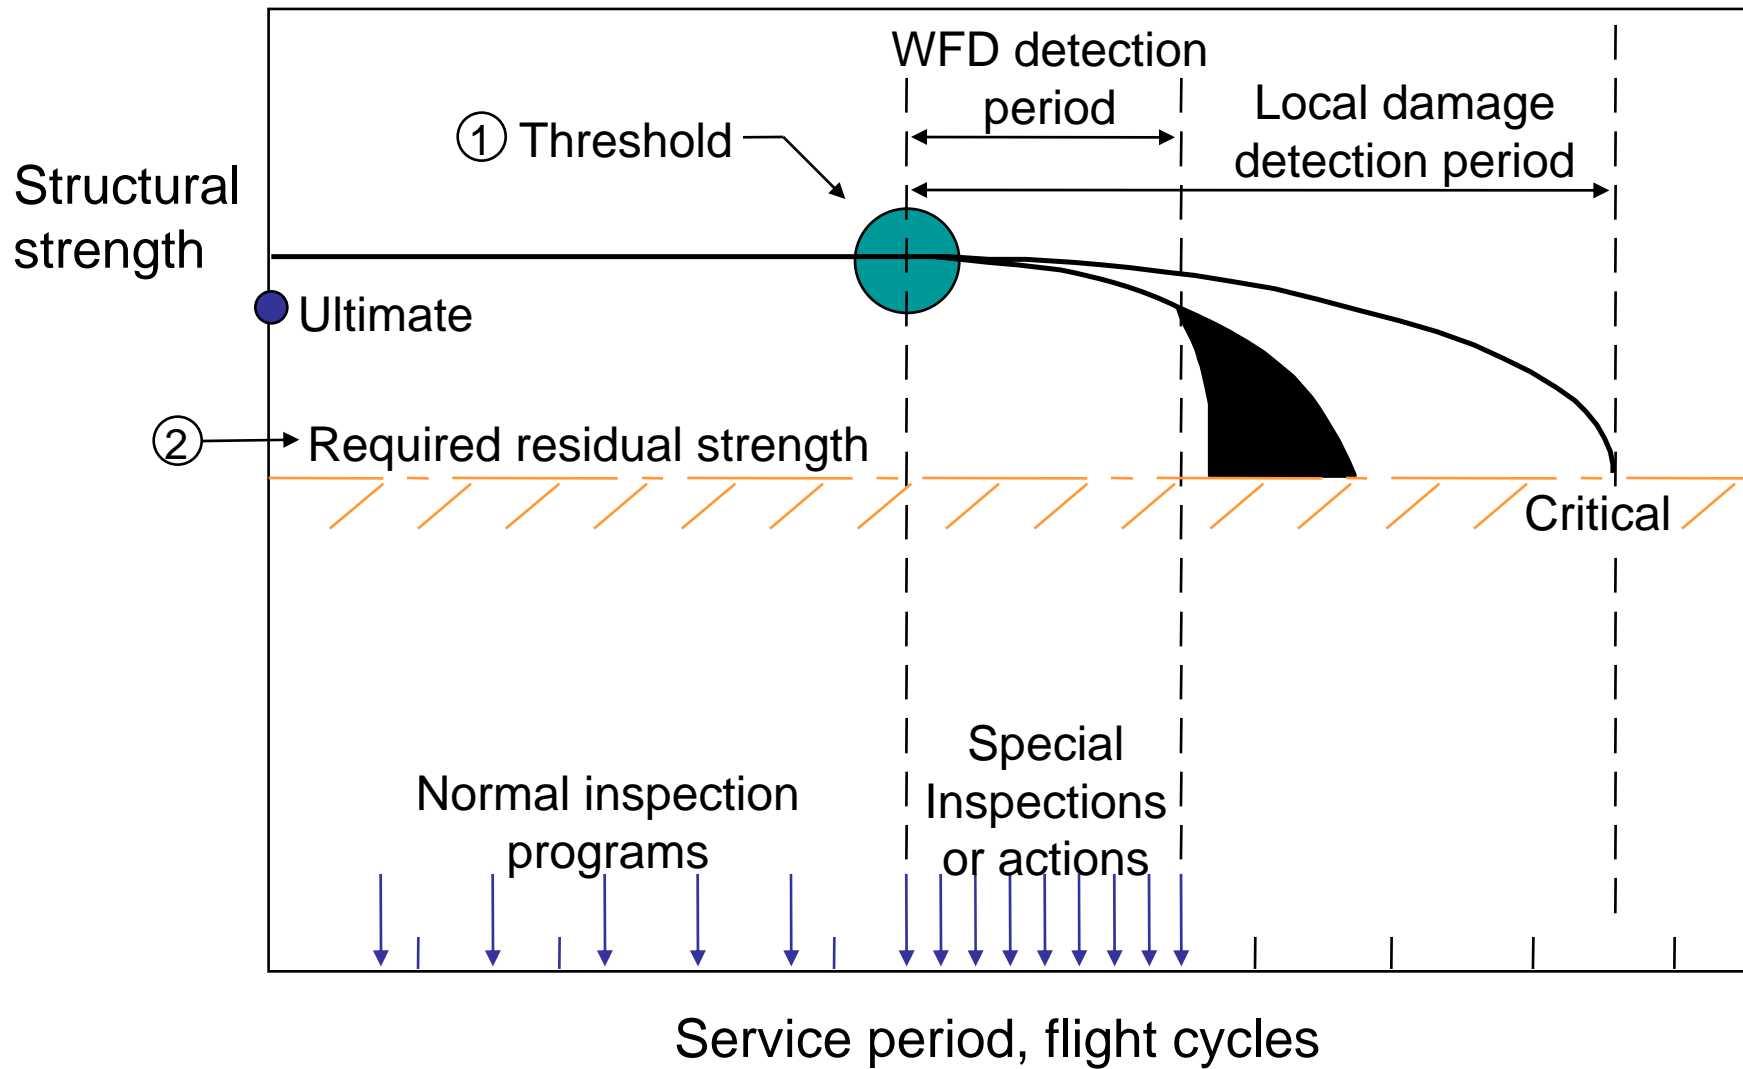 WFD detection
period
Local damage
detection period
① Threshold
Structural
strength
Ultimate
② Required residual strength
Critical
Special
Inspections
or actions
Normal inspection
programs
Service period, flight cycles